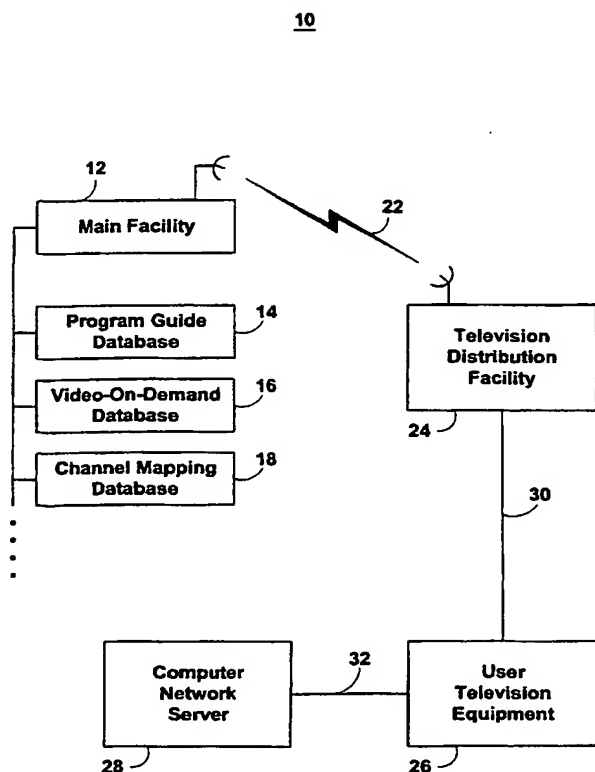 10
12
Main Facility
22
Program Guide
Database
14
Video-On-Demand
Database
16
Channel Mapping
Database
18
Television
Distribution
Facility
24
30
Computer
Network
Server
28
32
User
Television
Equipment
26